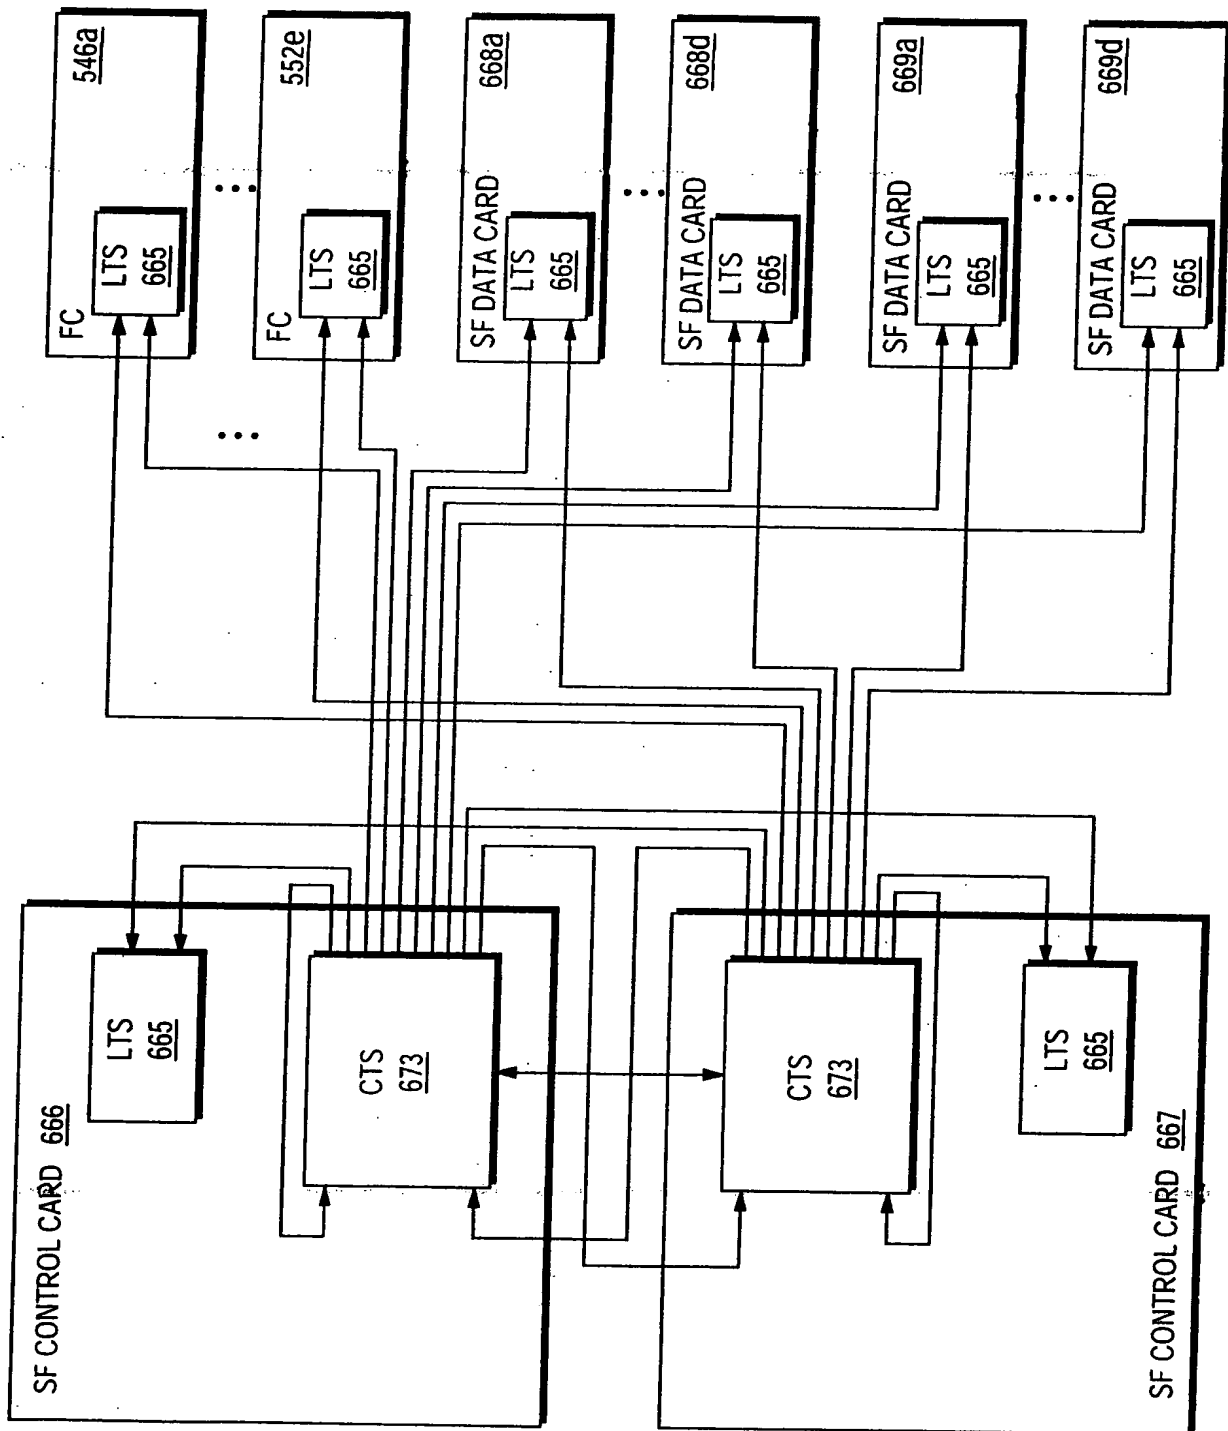 546a
LTS
665
FC
552e
LTS
665
FC
668a
SF DATA CARD
LTS
665
668d
SF DATA CARD
LTS
665
669a
SF DATA CARD
LTS
665
669d
SF DATA CARD
LTS
665
SF CONTROL CARD 666
LTS
665
CTS
673
SF CONTROL CARD 667
CTS
673
LTS
665